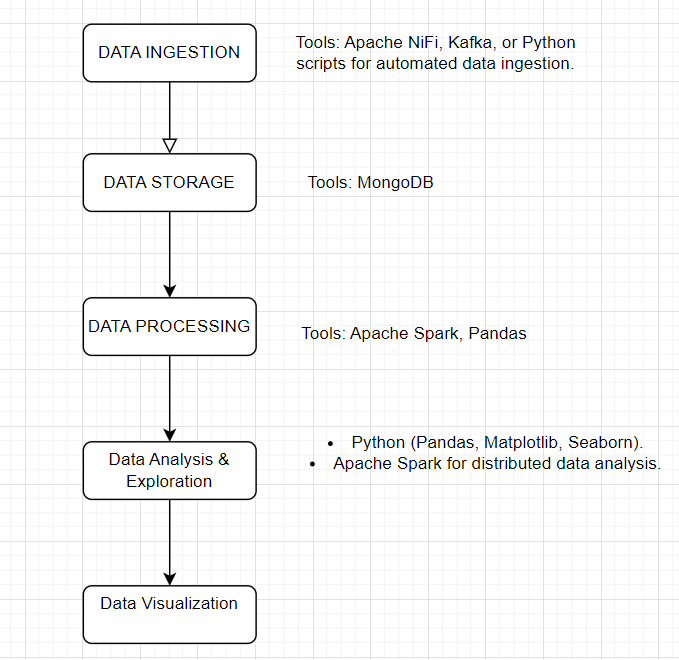 DATA INGESTION
Tools: Apache NiFi, Kafka, or Python
scripts for automated data ingestion.
DATA STORAGE
Tools: MongoDB
DATA PROCESSING
Tools: Apache Spark, Pandas
Data Analysis &
Exploration
• Python (Pandas, Matplotlib, Seaborn).
• Apache Spark for distributed data analysis.
Data Visualization